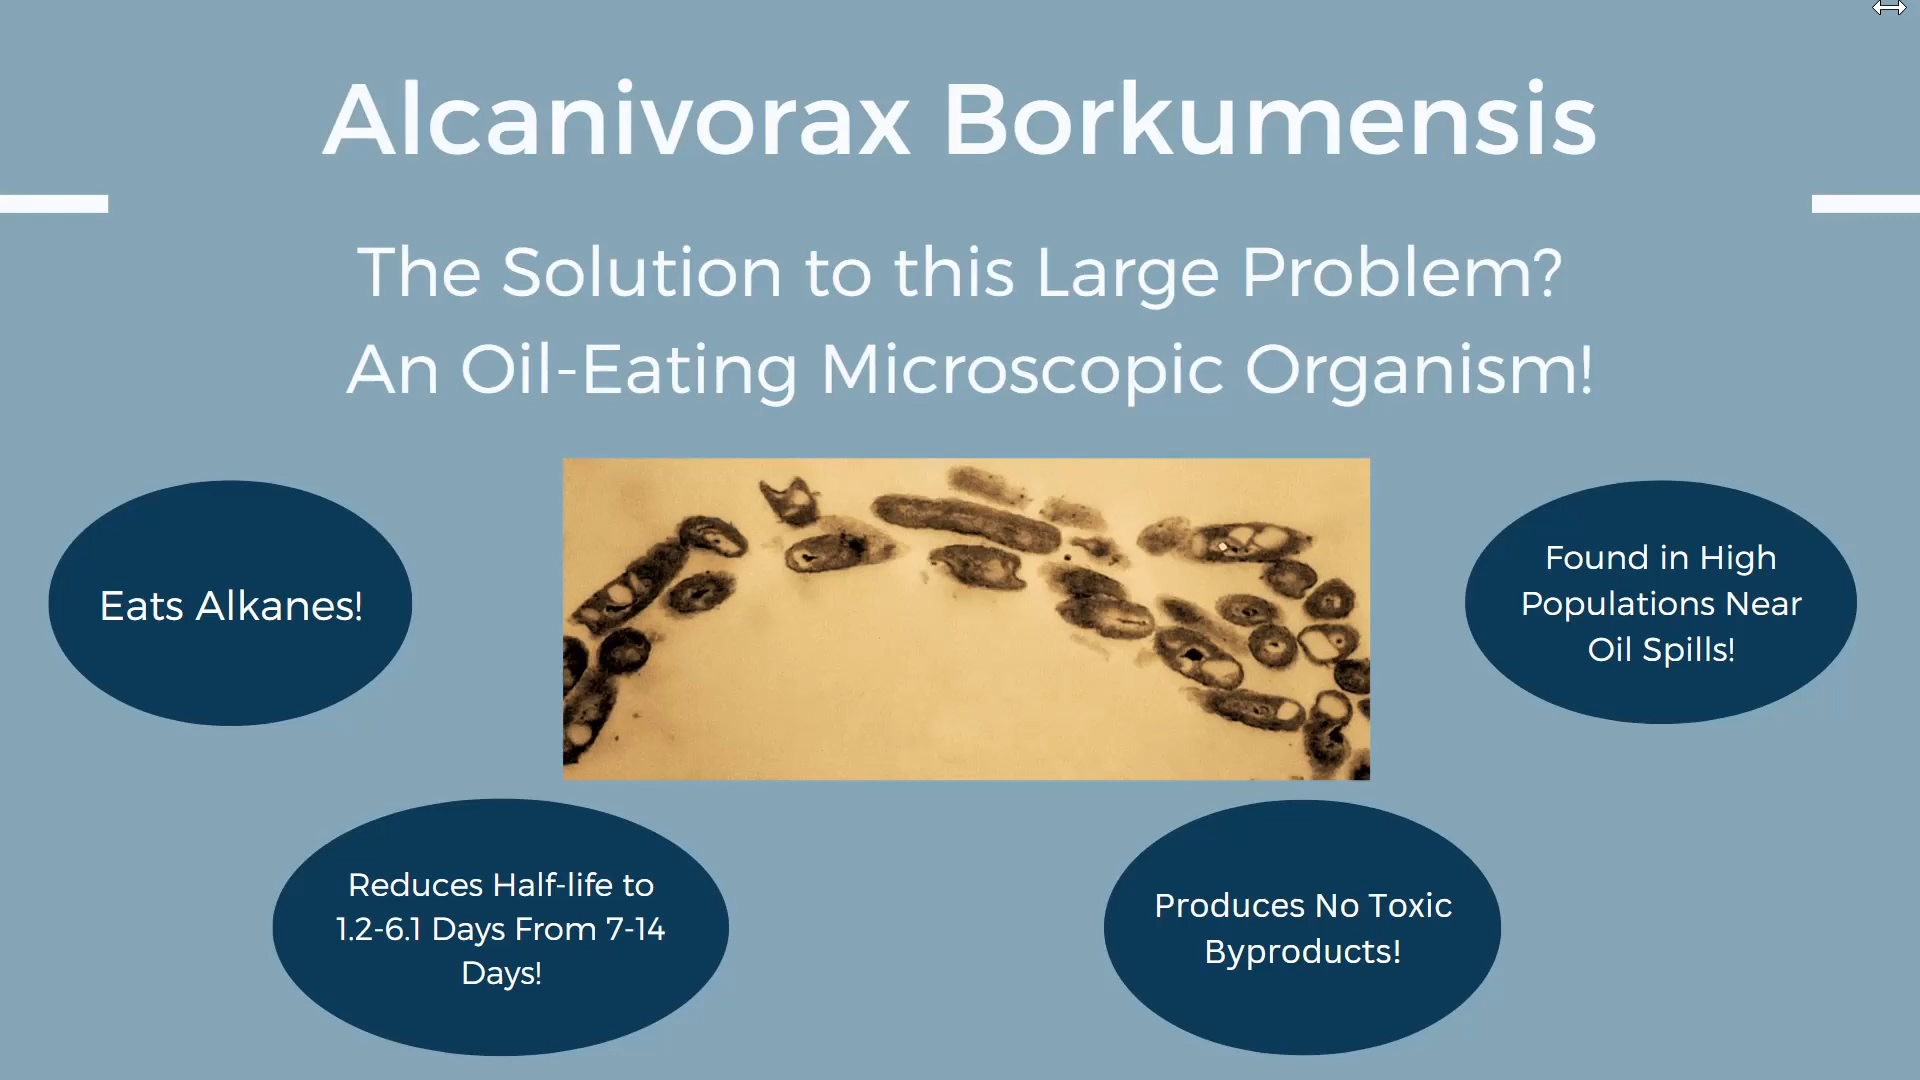 Alcanivorax Borkumensis
The Solution to this Large Problem?
An Oil-Eating Microscopic Organism!
Eats Alkanes!
Found in High
Populations Near
Oil Spills!
Reduces Half-life to
1.2-6.1 Days From 7-14
Days!
Produces No Toxic
Byproducts!